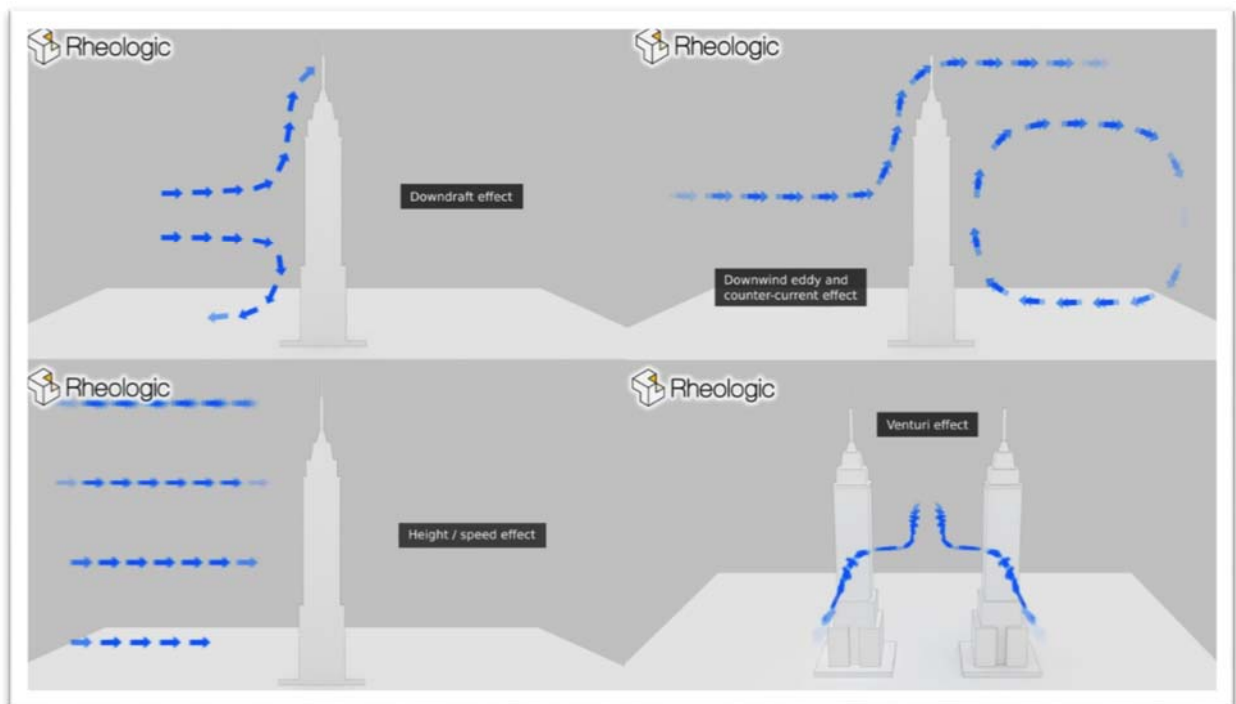 Rheologic
Rheologic
Downdraft effect
Downwind eddy and
counter-current effect
Rheologic
Rheologic
Venturi effect
Height / speed effect